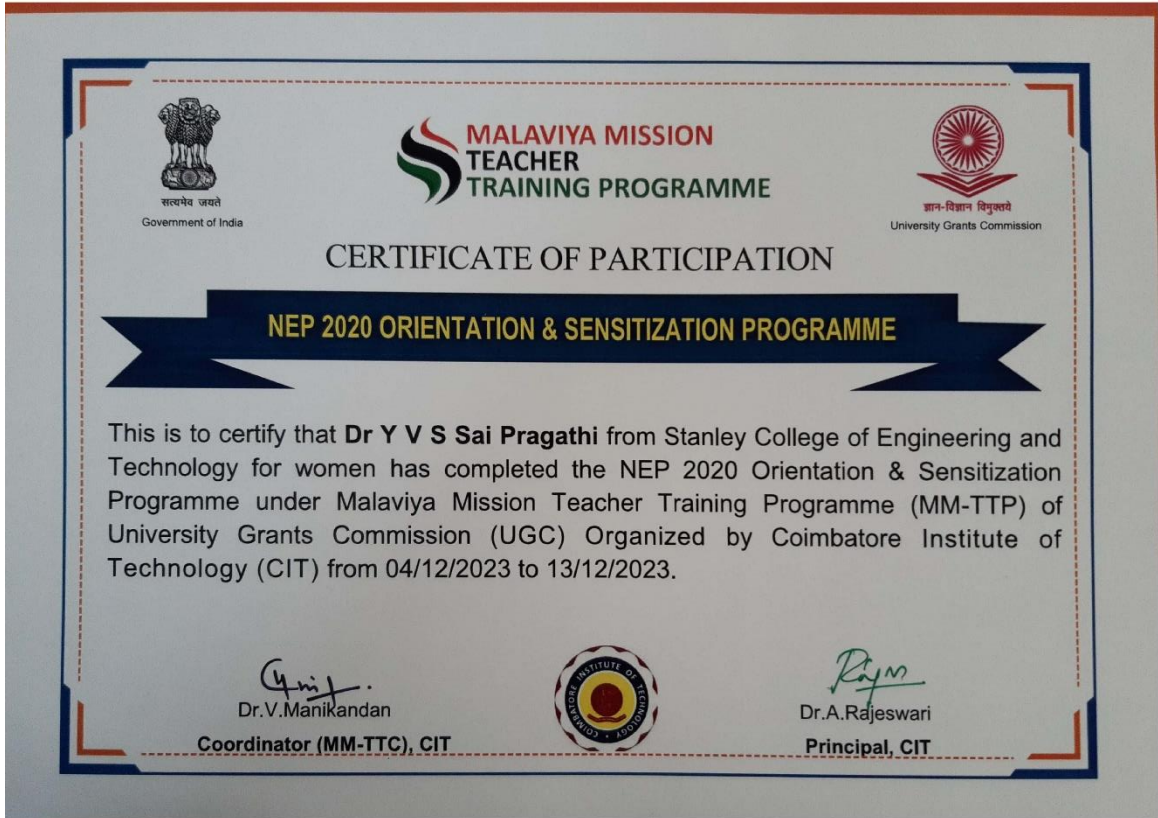 MALAVIYA MISSION
TEACHER
TRAINING PROGRAMME
सत्यमेव जयते
Government of India
ज्ञान-विज्ञान विमुक्तये
University Grants Commission
CERTIFICATE OF PARTICIPATION
NEP 2020 ORIENTATION & SENSITIZATION PROGRAMME
This is to certify that Dr Y V S Sai Pragathi from Stanley College of Engineering and
Technology for women has completed the NEP 2020 Orientation & Sensitization
Programme under Malaviya Mission Teacher Training Programme (MM-TTP) of
University Grants Commission (UGC) Organized by Coimbatore Institute of
Technology (CIT) from 04/12/2023 to 13/12/2023.
COIMBATORE INSTITUTE OF TECHNOLOGY
Dr.V.Manikandan
Coordinator (MM-TTC), CIT
Dr.A.Rajeswari
Principal, CIT